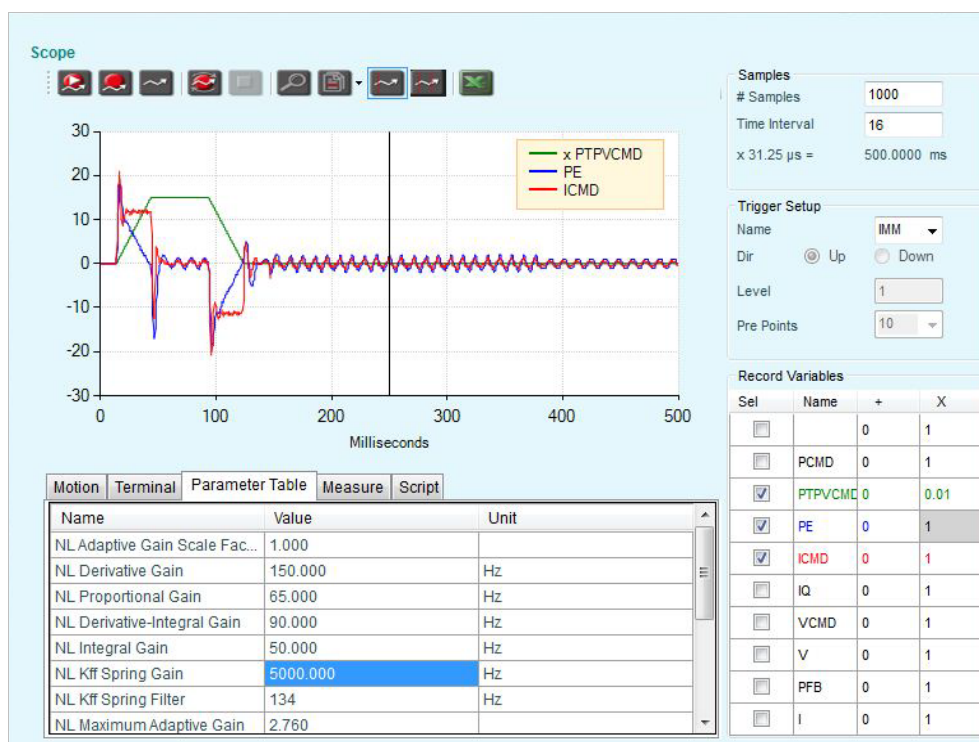 Scope
30
20
10
0
-10
-20
-30
0 100 200 300 400 500
Milliseconds
x PTPVCMD
PE
ICMD
Samples
# Samples 1000
Time Interval 16
x 31.25 µs = 500.0000 ms
Trigger Setup
Name IMM
Dir Up Down
Level 1
Pre Points 10
Record Variables
Sel Name + X
0 1
PCMD 0 1
PTPVCMD 0 0.01
PE 0 1
ICMD 0 1
IQ 0 1
VCMD 0 1
V 0 1
PFB 0 1
I 0 1
Motion Terminal Parameter Table Measure Script
Name Value Unit
NL Adaptive Gain Scale Fac... 1.000
NL Derivative Gain 150.000 Hz
NL Proportional Gain 65.000 Hz
NL Derivative-Integral Gain 90.000 Hz
NL Integral Gain 50.000 Hz
NL Kff Spring Gain 5000.000 Hz
NL Kff Spring Filter 134 Hz
NL Maximum Adaptive Gain 2.760